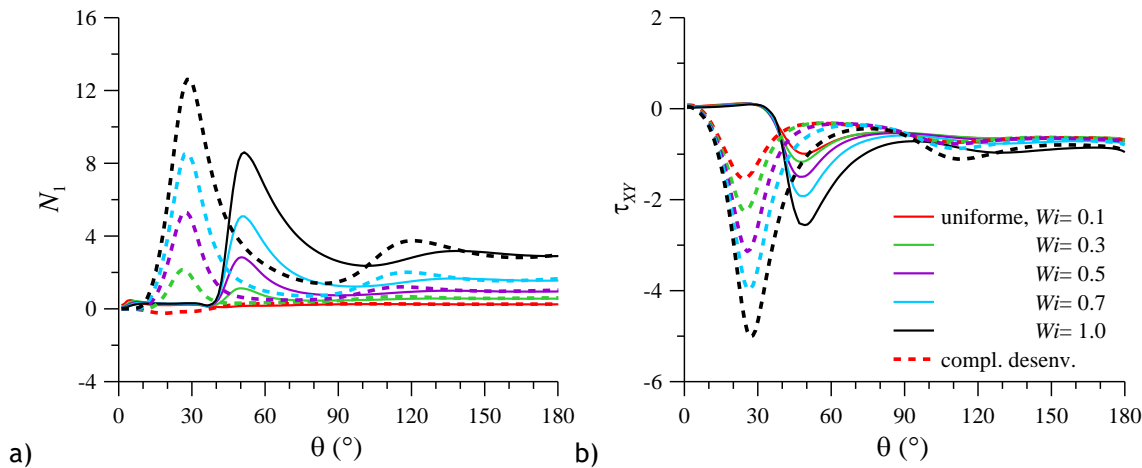 16
12
8
4
0
-4
N1
0 30 60 90 120 150 180
θ (°)
a)
2
0
-2
-4
-6
τXY
uniforme, Wi= 0.1
Wi= 0.3
Wi= 0.5
Wi= 0.7
Wi= 1.0
compl. desenv.
0 30 60 90 120 150 180
θ (°)
b)